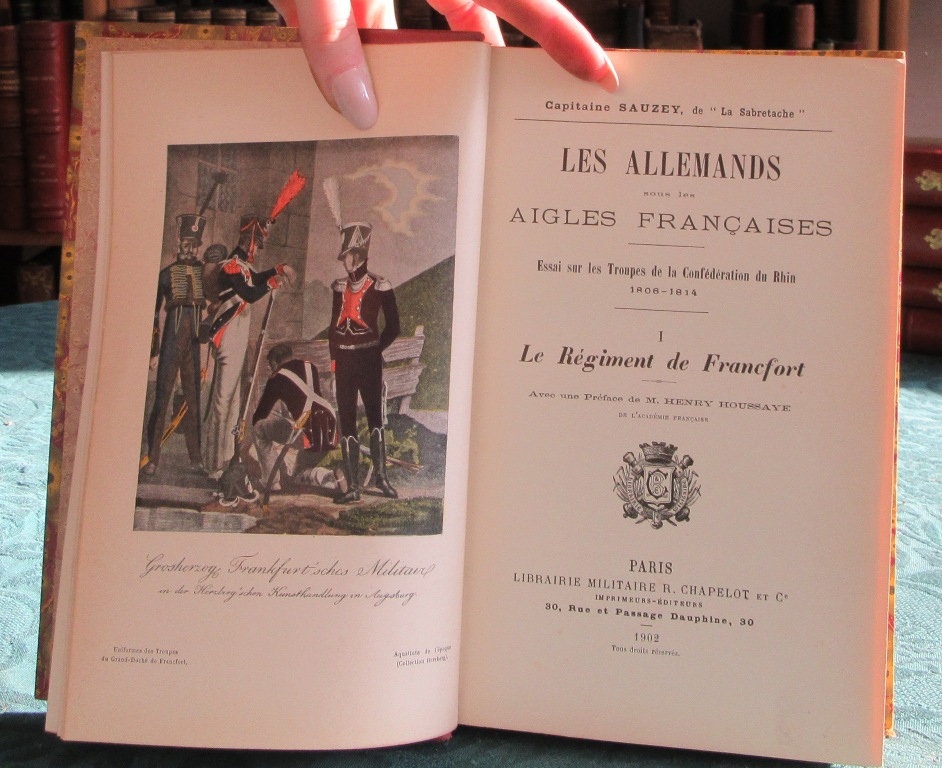 Grosherzog. Frankfurt'sches Militair
in der Herzberg'schen Kunsthandlung in Augsburg.
Uniformes des Troupes
du Grand-Duché de Francfort.
Aquatinte de l'époque
(Collection Herzberg).
Capitaine SAUZEY, de " La Sabretache "
LES ALLEMANDS
sous les
AIGLES FRANÇAISES
Essai sur les Troupes de la Confédération du Rhin
1806-1814
I
Le Régiment de Francfort
Avec une Préface de M. HENRY HOUSSAYE
DE L'ACADÉMIE FRANÇAISE
PARIS
LIBRAIRIE MILITAIRE R. CHAPELOT ET Cᵉ
IMPRIMEURS-ÉDITEURS
30, Rue et Passage Dauphine, 30
1902
Tous droits réservés.